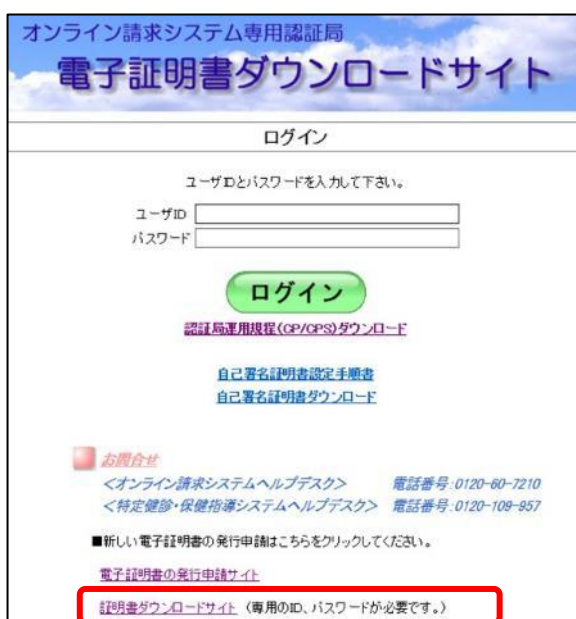 オンライン請求システム専用認証局
電子証明書ダウンロードサイト
ログイン
ユーザIDとパスワードを入力して下さい。
ユーザID
パスワード
ログイン
認証局運用規程(CP/CPS)ダウンロード
自己署名証明書設定手順書
自己署名証明書ダウンロード
お問合せ
<オンライン請求システムヘルプデスク> 電話番号:0120-60-7210
<特定健診・保健指導システムヘルプデスク> 電話番号:0120-109-957
■新しい電子証明書の発行申請はこちらをクリックしてください。
電子証明書の発行申請サイト
証明書ダウンロードサイト (専用のID、パスワードが必要です。)